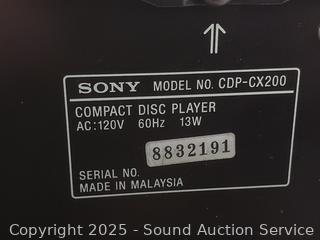 SONY MODEL NO. CDP-CX200
COMPACT DISC PLAYER
AC:120V 60Hz 13W
8832191
SERIAL NO.
MADE IN MALAYSIA
Copyright 2025 - Sound Auction Service